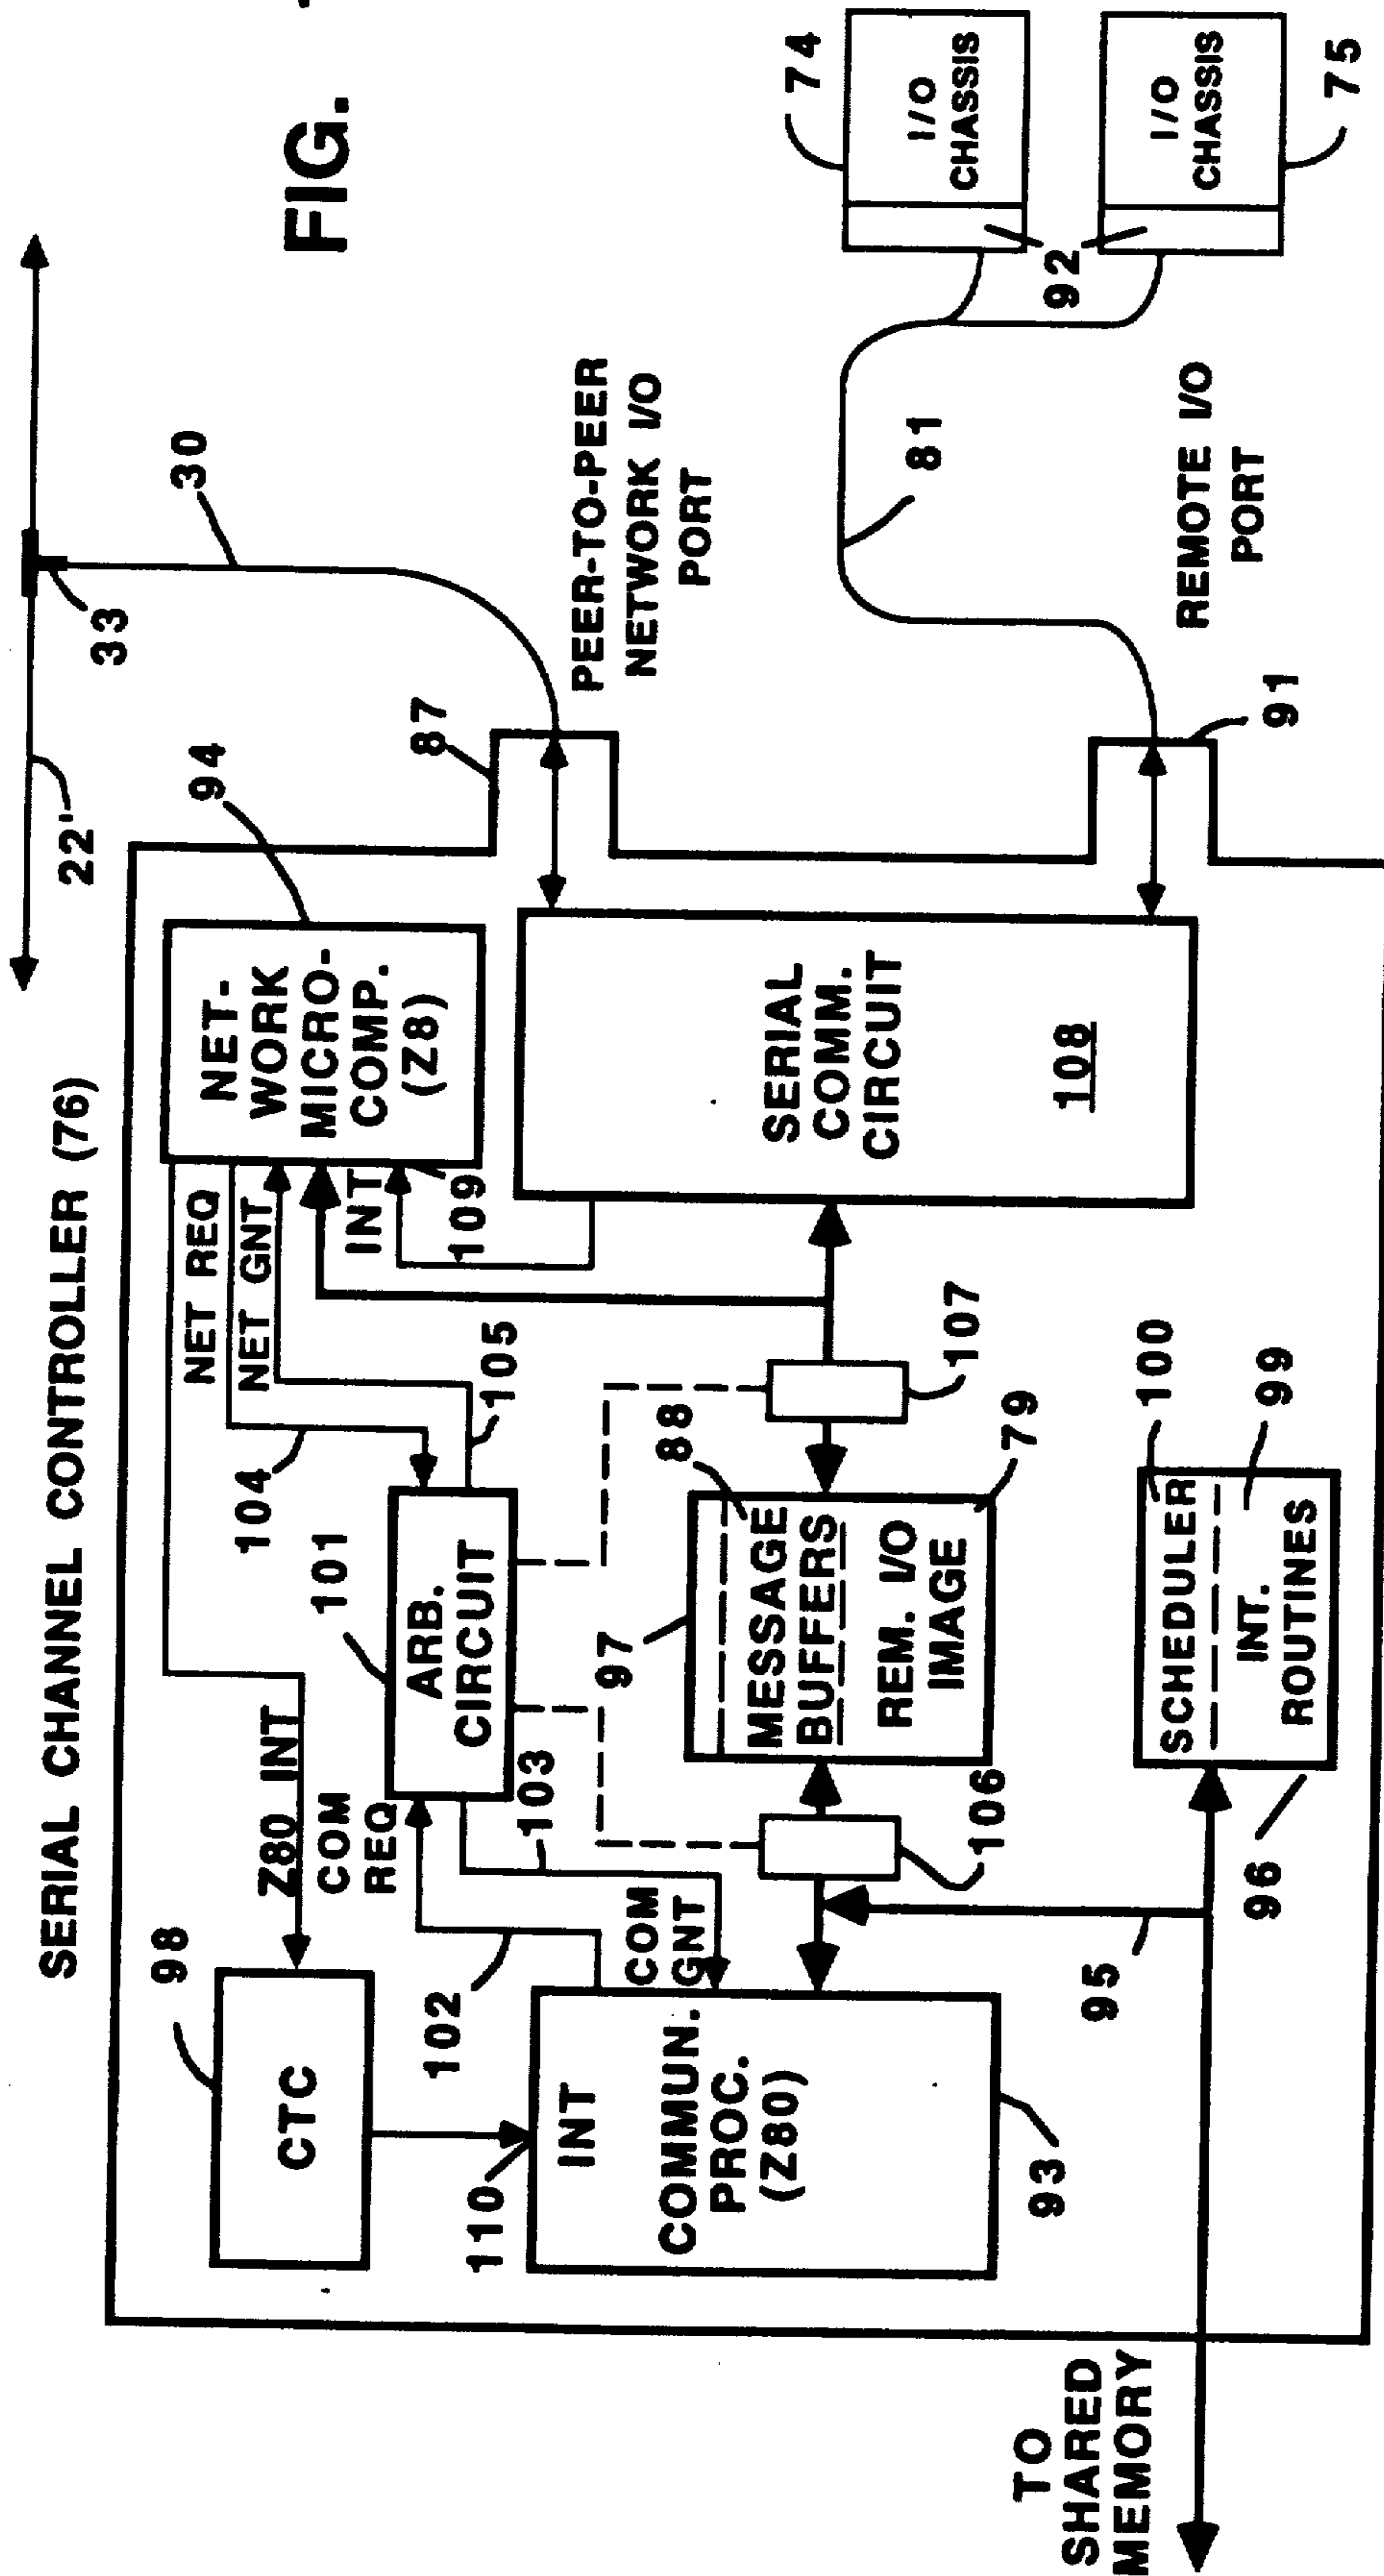 SERIAL CHANNEL CONTROLLER (76)
FIG.
22'
33
30
94
87
PEER-TO-PEER
NETWORK I/O
PORT
74
I/O
CHASSIS
I/O
CHASSIS
75
92
81
REMOTE I/O
PORT
91
NET-
WORK
MICRO-
COMP.
(Z8)
NET REQ
NET GNT
INT
109
SERIAL
COMM.
CIRCUIT
108
104
105
101
ARB.
CIRCUIT
98
CTC
Z80 INT
COM
REQ
102
103
COM
GNT
110
INT
COMMUN.
PROC.
(Z80)
93
97
88
MESSAGE
BUFFERS
REM. I/O
IMAGE
79
106
107
95
96
100
SCHEDULER
INT.
ROUTINES
99
TO
SHARED
MEMORY